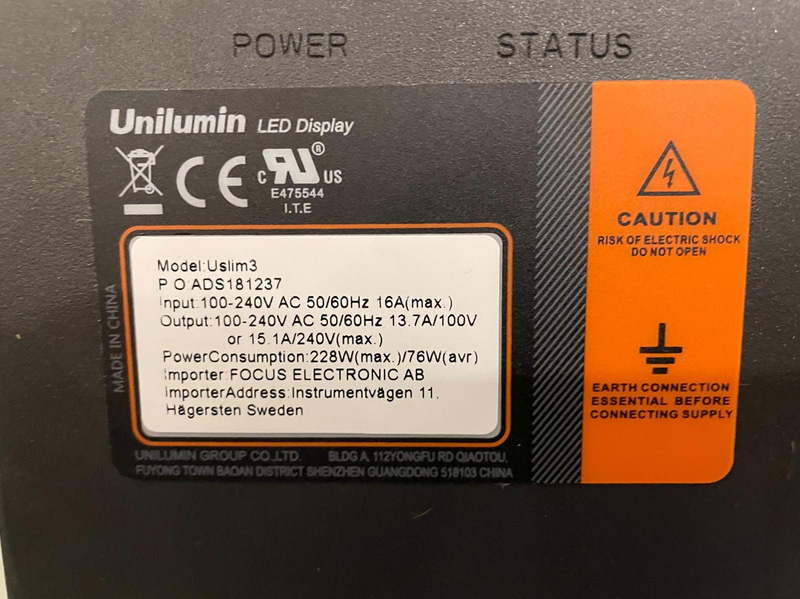 POWER STATUS
Unilumin LED Display
CE c RU® US
E475544
I.T.E
Model:Uslim3
P O:ADS181237
Input:100-240V AC 50/60Hz 16A(max.)
Output:100-240V AC 50/60Hz 13.7A/100V
or 15.1A/240V(max.)
PowerConsumption:228W(max.)/76W(avr)
Importer:FOCUS ELECTRONIC AB
ImporterAddress:Instrumentvägen 11.
Hägersten Sweden
MADE IN CHINA
UNILUMIN GROUP CO.,LTD. BLDG A, 112YONGFU RD QIAOTOU,
FUYONG TOWN BAOAN DISTRICT SHENZHEN GUANGDONG 518103 CHINA
CAUTION
RISK OF ELECTRIC SHOCK
DO NOT OPEN
EARTH CONNECTION
ESSENTIAL BEFORE
CONNECTING SUPPLY